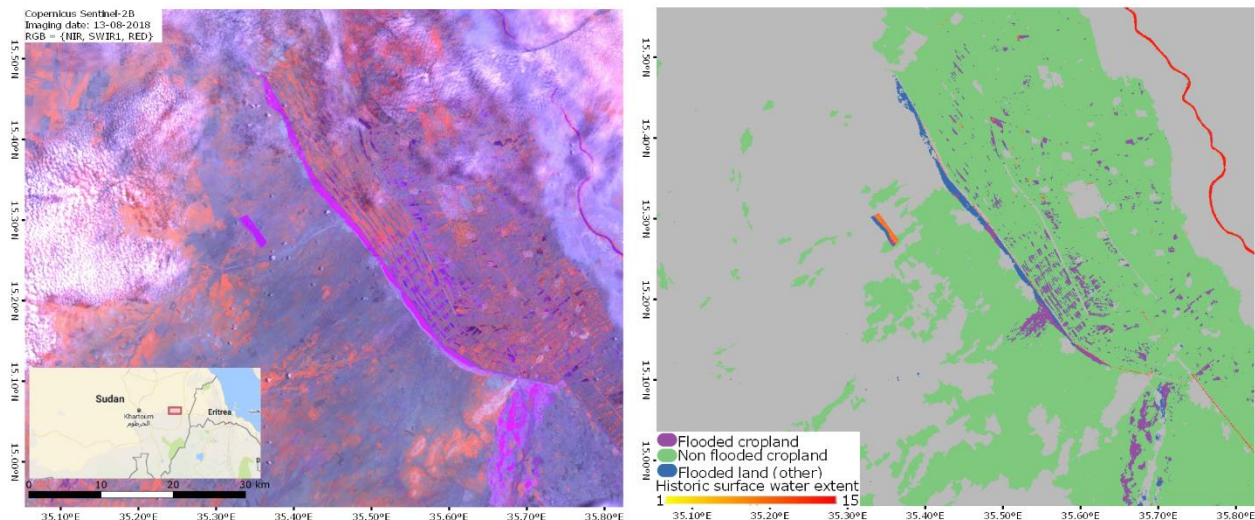 Copernicus Sentinel-2B
Imaging date: 13-08-2018
RGB = {NIR, SWIR1, RED}
15.50°N
15.40°N
15.30°N
15.20°N
15.10°N
15.00°N
Sudan
Khartoum
الخرطوم
Eritrea
0 10 20 30 km
35.10°E 35.20°E 35.30°E 35.40°E 35.50°E 35.60°E 35.70°E 35.80°E
15.50°N
15.40°N
15.30°N
15.20°N
15.10°N
15.00°N
Flooded cropland
Non flooded cropland
Flooded land (other)
Historic surface water extent
1 15
35.10°E 35.20°E 35.30°E 35.40°E 35.50°E 35.60°E 35.70°E 35.80°E